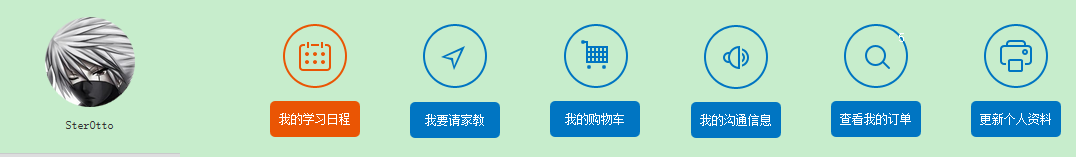 SterOtto
我的学习日程
我要请家教
我的购物车
我的沟通信息
查看我的订单
更新个人资料